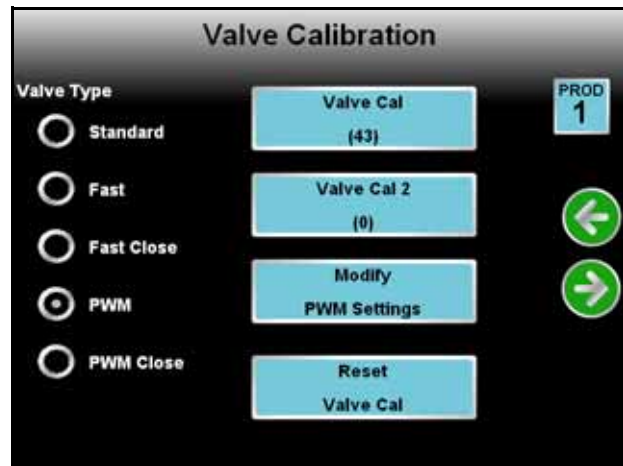 Valve Calibration
Valve Type
Standard
Fast
Fast Close
PWM
PWM Close
Valve Cal
(43)
Valve Cal 2
(0)
Modify
PWM Settings
Reset
Valve Cal
PROD
1